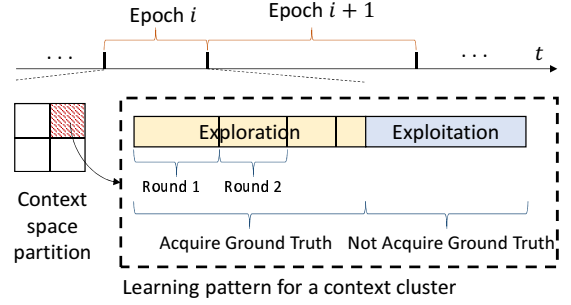 Epoch i
Epoch i + 1
. . .
. . .
t
Exploration
Exploitation
Round 1
Round 2
Context
space
partition
Acquire Ground Truth
Not Acquire Ground Truth
Learning pattern for a context cluster